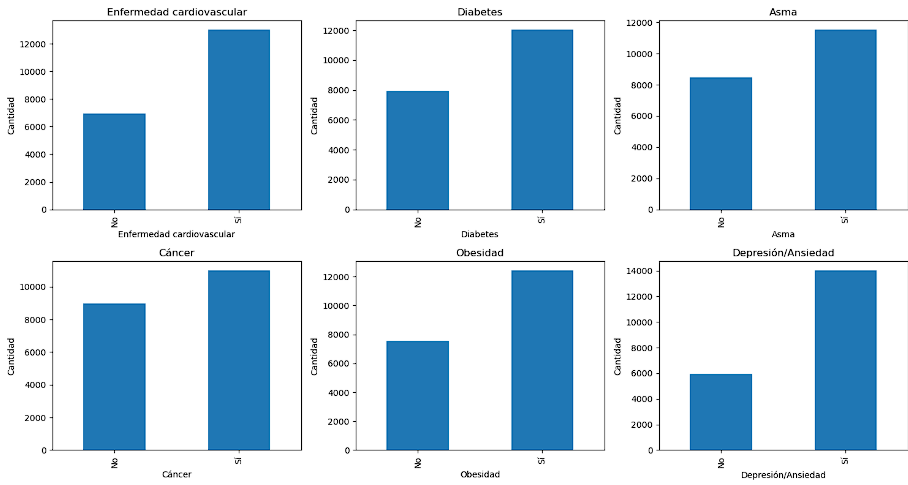 Enfermedad cardiovascular
Cantidad
12000
10000
8000
6000
4000
2000
0
No
Sí
Enfermedad cardiovascular
Diabetes
Cantidad
12000
10000
8000
6000
4000
2000
0
No
Sí
Diabetes
Asma
Cantidad
12000
10000
8000
6000
4000
2000
0
No
Sí
Asma
Cáncer
Cantidad
10000
8000
6000
4000
2000
0
No
Sí
Cáncer
Obesidad
Cantidad
12000
10000
8000
6000
4000
2000
0
No
Sí
Obesidad
Depresión/Ansiedad
Cantidad
14000
12000
10000
8000
6000
4000
2000
0
No
Sí
Depresión/Ansiedad